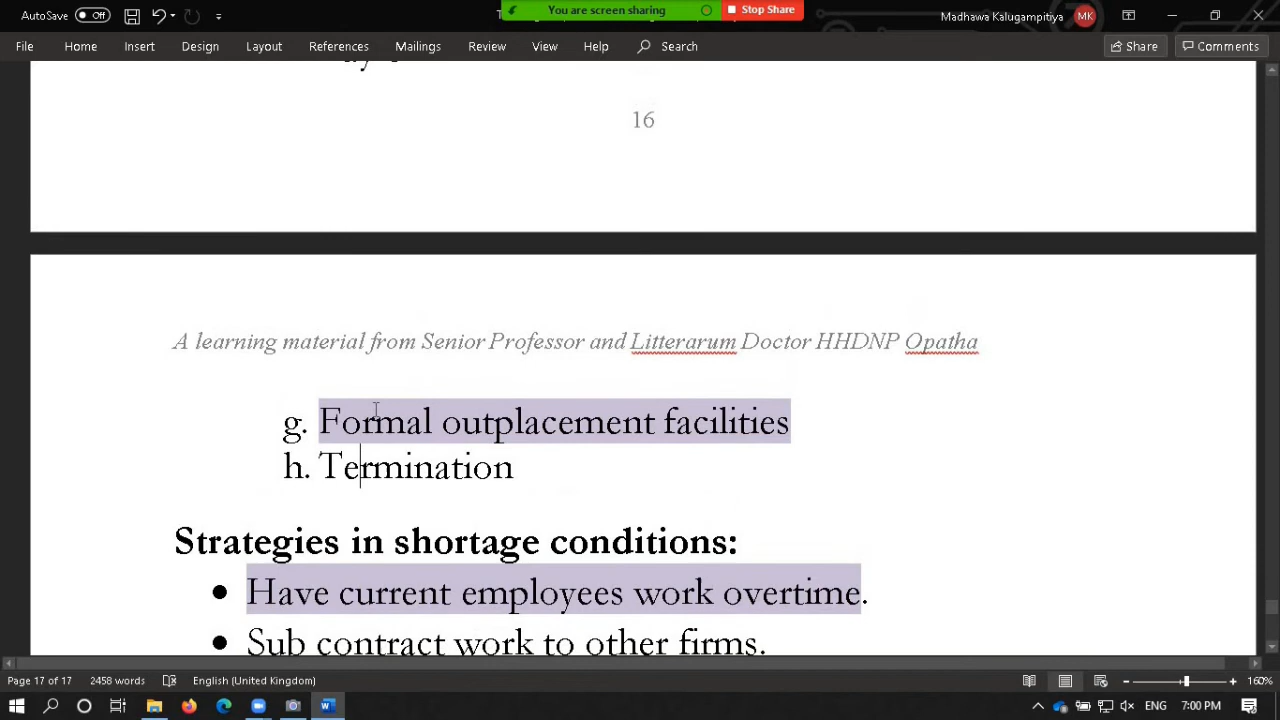 AutoSave Off
You are screen sharing Stop Share
Madhawa Kalugampitiya MK
File Home Insert Design Layout References Mailings Review View Help Search Share Comments
16
A learning material from Senior Professor and Litterarum Doctor HHDNP Opatha
g. Formal outplacement facilities
h. Termination
Strategies in shortage conditions:
• Have current employees work overtime.
• Sub contract work to other firms.
Page 17 of 17 2458 words English (United Kingdom) 160%
ENG 7:00 PM